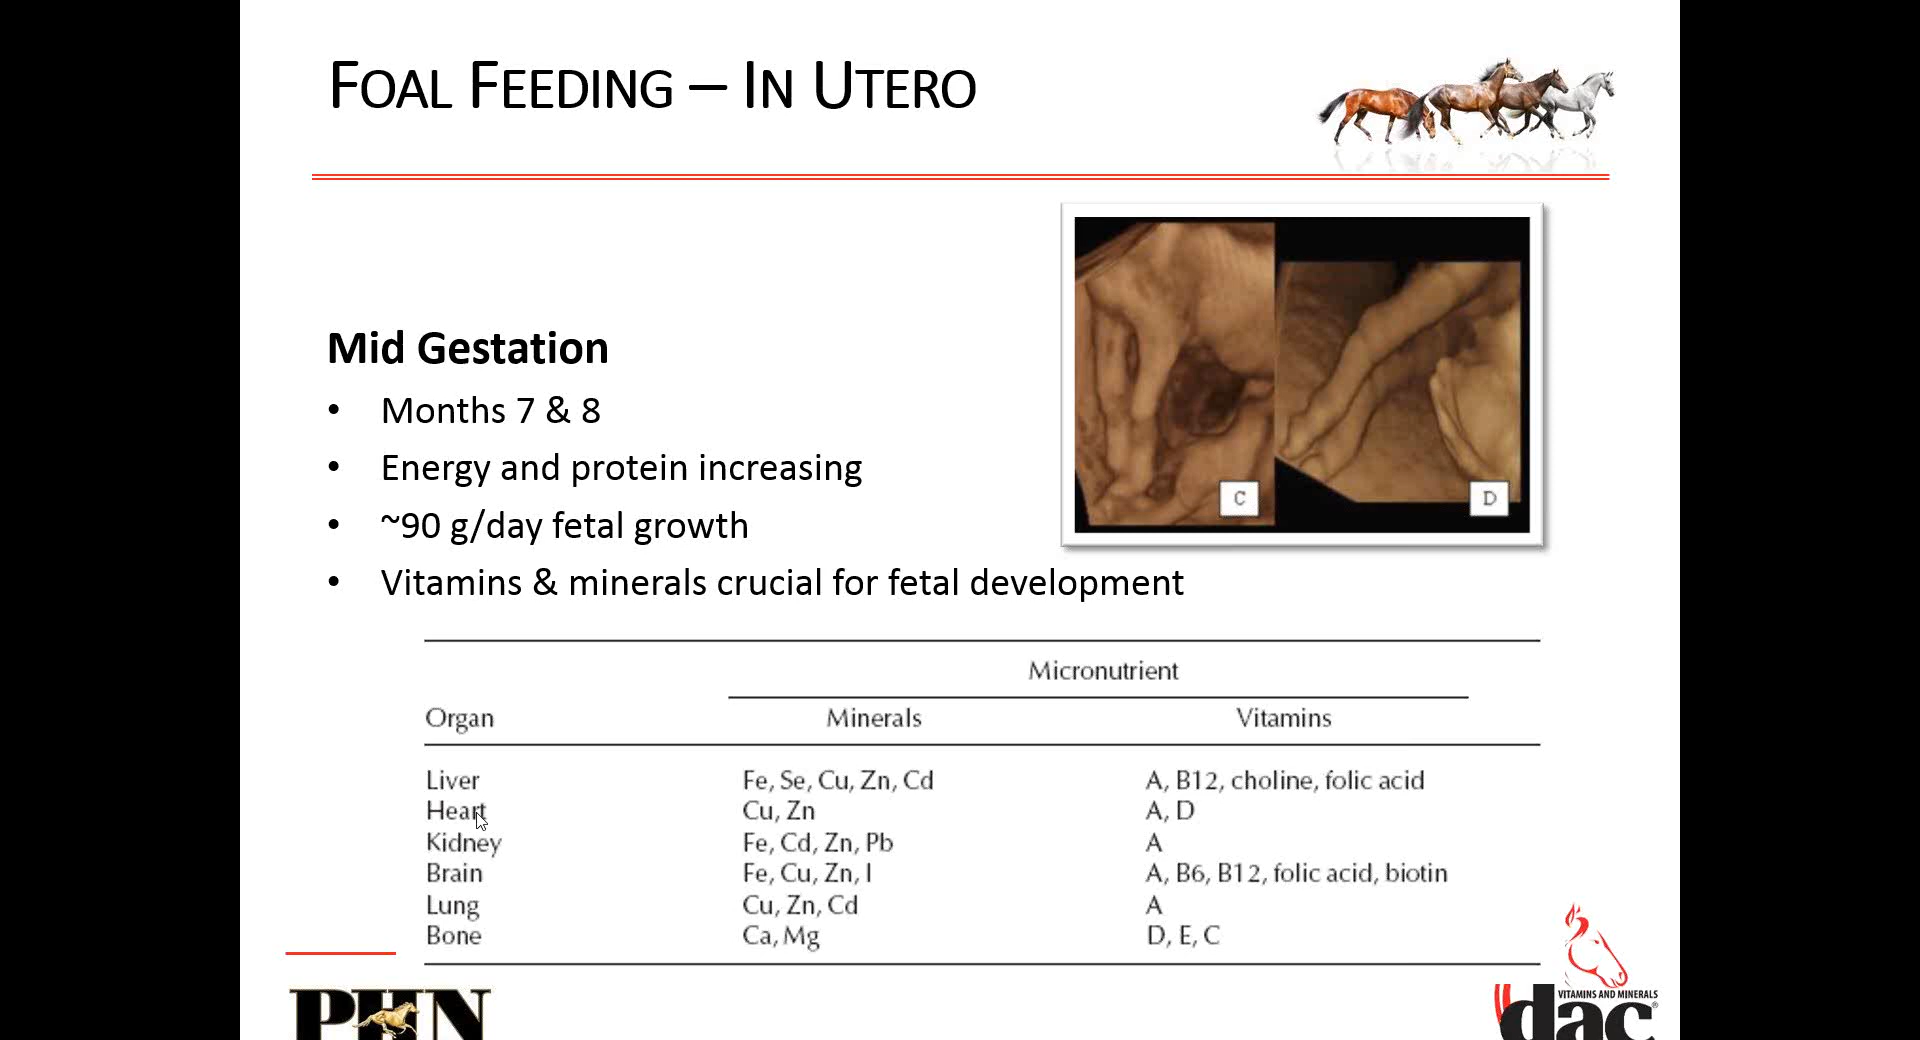 FOAL FEEDING – IN UTERO
C
D
Mid Gestation
• Months 7 & 8
• Energy and protein increasing
• ~90 g/day fetal growth
• Vitamins & minerals crucial for fetal development
Micronutrient
Organ Minerals Vitamins
Liver Fe, Se, Cu, Zn, Cd A, B12, choline, folic acid
Heart Cu, Zn A, D
Kidney Fe, Cd, Zn, Pb A
Brain Fe, Cu, Zn, I A, B6, B12, folic acid, biotin
Lung Cu, Zn, Cd A
Bone Ca, Mg D, E, C
PHN
VITAMINS AND MINERALS
dac®